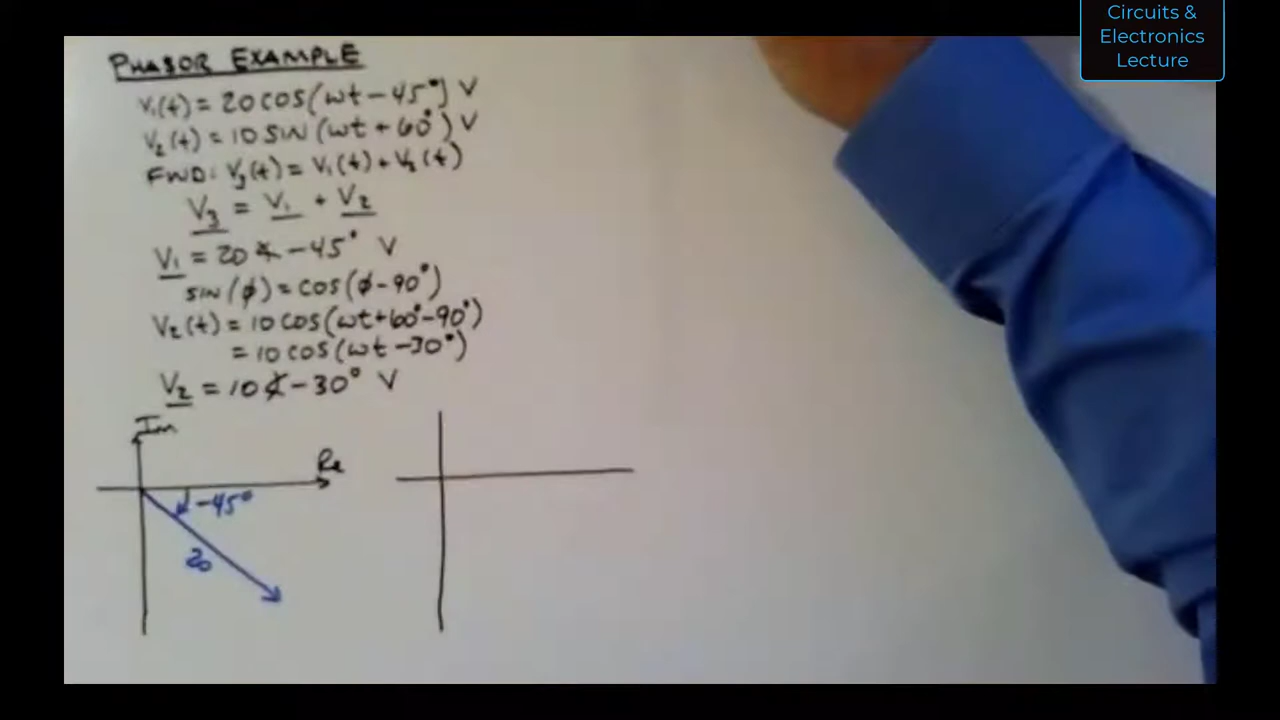 Circuits &
Electronics
Lecture
PHASOR EXAMPLE
V₁(t) = 20 cos(ωt - 45°) V
V₂(t) = 10 SIN (ωt + 60°) V
FIND: V₃(t) = V₁(t) + V₂(t)
V₃ = V₁ + V₂
V₁ = 20 ∡ -45° V
SIN (ϕ) = COS(ϕ-90°)
V₂(t) = 10 COS(ωt+60°-90°)
= 10 COS (ωt -30°)
V₂ = 10 ∡ -30° V
Im
Re
-45°
20